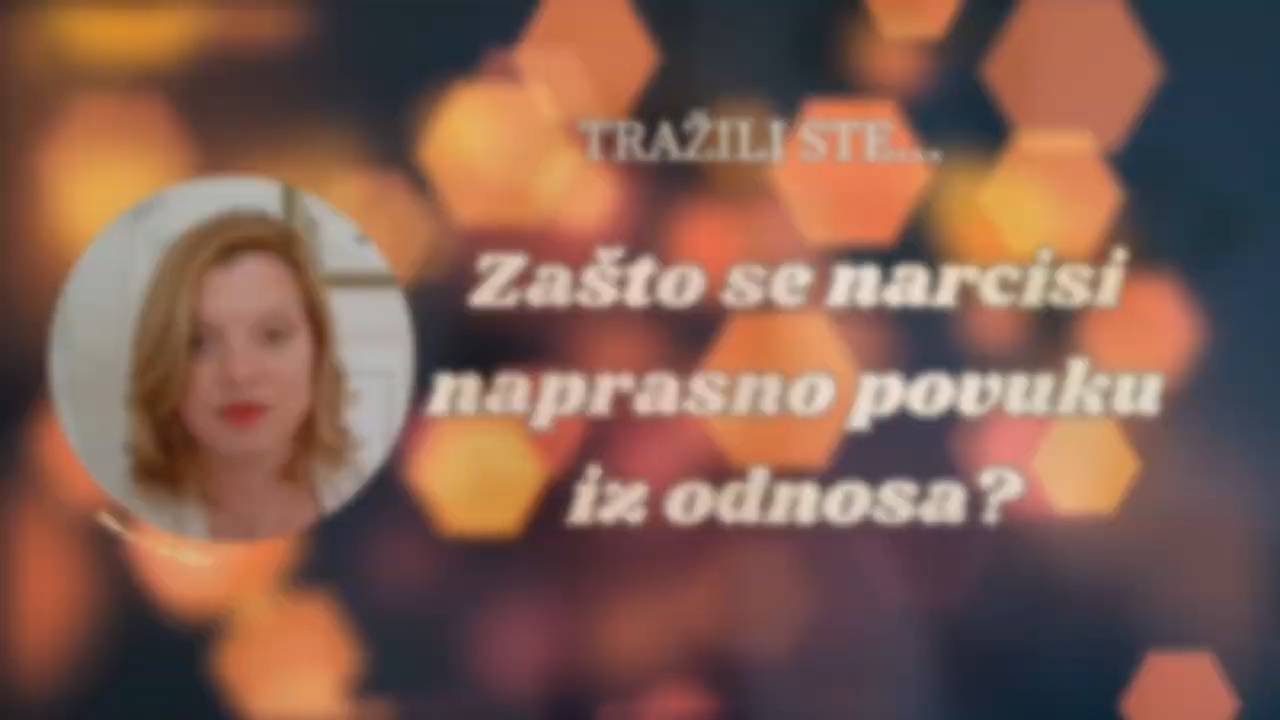 TRAŽILI STE...
Zašto se narcisi
naprasno povuku
iz odnosa?